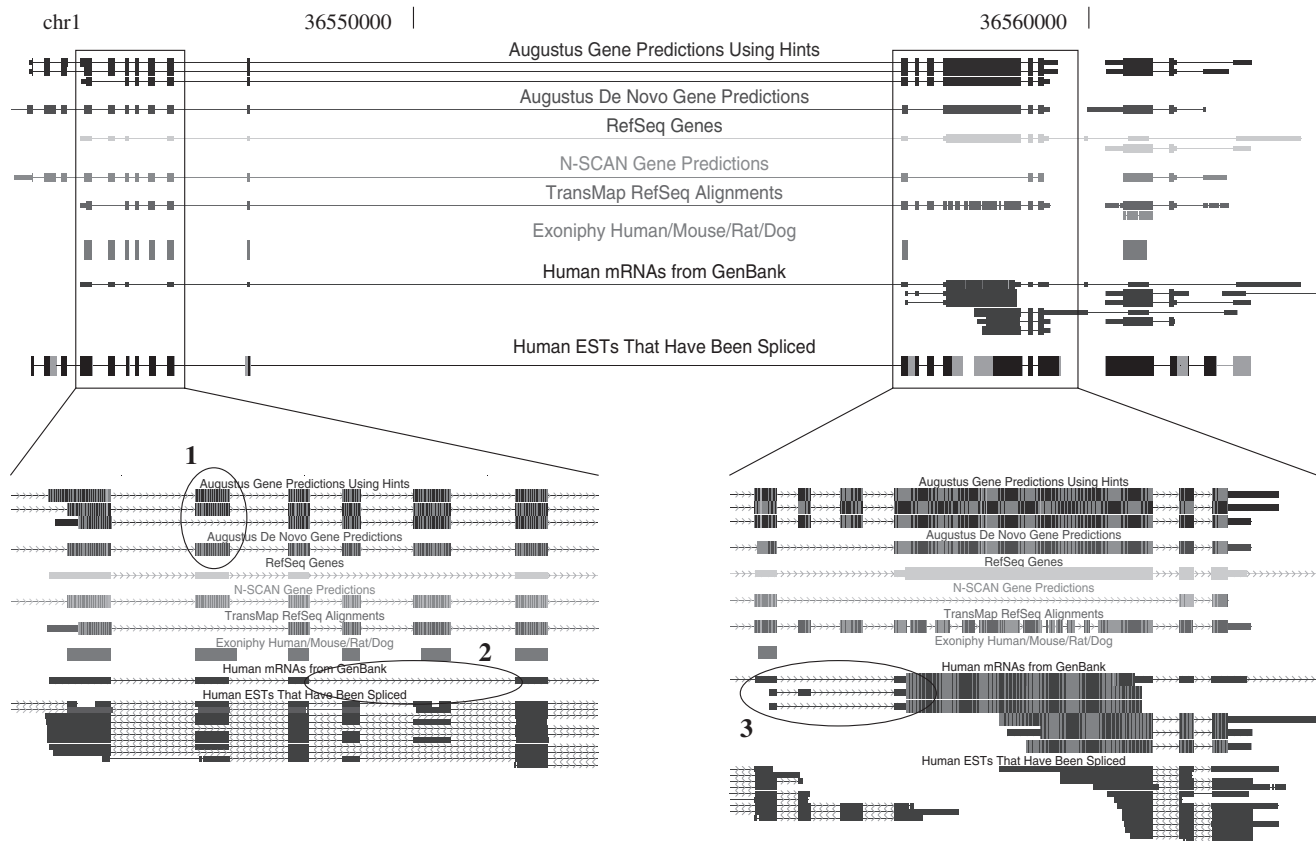 chr1 36550000 36560000
Augustus Gene Predictions Using Hints
Augustus De Novo Gene Predictions
RefSeq Genes
N-SCAN Gene Predictions
TransMap RefSeq Alignments
Exoniphy Human/Mouse/Rat/Dog
Human mRNAs from GenBank
Human ESTs That Have Been Spliced
1
Augustus Gene Predictions Using Hints
Augustus De Novo Gene Predictions
RefSeq Genes
N-SCAN Gene Predictions
TransMap RefSeq Alignments
Exoniphy Human/Mouse/Rat/Dog
2
Human mRNAs from GenBank
Human ESTs That Have Been Spliced
Augustus Gene Predictions Using Hints
Augustus De Novo Gene Predictions
RefSeq Genes
N-SCAN Gene Predictions
TransMap RefSeq Alignments
Exoniphy Human/Mouse/Rat/Dog
Human mRNAs from GenBank
3
Human ESTs That Have Been Spliced